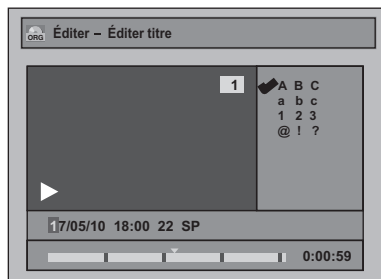 ORG Éditer – Éditer titre
1
A B C
a b c
1 2 3
@ ! ?
17/05/10 18:00 22 SP
0:00:59